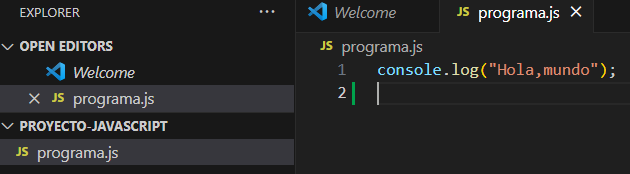 EXPLORER ...
OPEN EDITORS
Welcome
JS programa.js
PROYECTO-JAVASCRIPT
JS programa.js
Welcome JS programa.js
JS programa.js
1 console.log("Hola,mundo");
2